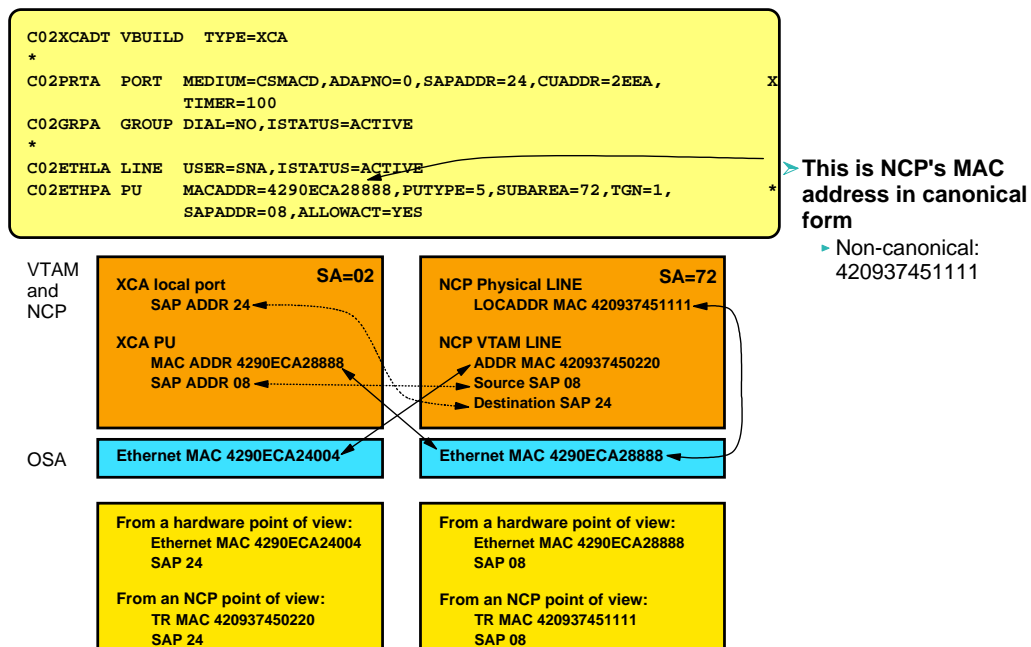 C02XCADT VBUILD  TYPE=XCA
*
C02PRTA  PORT  MEDIUM=CSMACD,ADAPNO=0,SAPADDR=24,CUADDR=2EEA,           X
               TIMER=100
C02GRPA  GROUP DIAL=NO,ISTATUS=ACTIVE
*
C02ETHLA LINE  USER=SNA,ISTATUS=ACTIVE
C02ETHPA PU    MACADDR=4290ECA28888,PUTYPE=5,SUBAREA=72,TGN=1,          *
               SAPADDR=08,ALLOWACT=YES
This is NCP's MAC
address in canonical
form
Non-canonical:
420937451111
VTAM
and
NCP
SA=02
XCA local port
SAP ADDR 24
XCA PU
MAC ADDR 4290ECA28888
SAP ADDR 08
SA=72
NCP Physical LINE
LOCADDR MAC 420937451111
NCP VTAM LINE
ADDR MAC 420937450220
Source SAP 08
Destination SAP 24
OSA
Ethernet MAC 4290ECA24004
Ethernet MAC 4290ECA28888
From a hardware point of view:
Ethernet MAC 4290ECA24004
SAP 24
From an NCP point of view:
TR MAC 420937450220
SAP 24
From a hardware point of view:
Ethernet MAC 4290ECA28888
SAP 08
From an NCP point of view:
TR MAC 420937451111
SAP 08